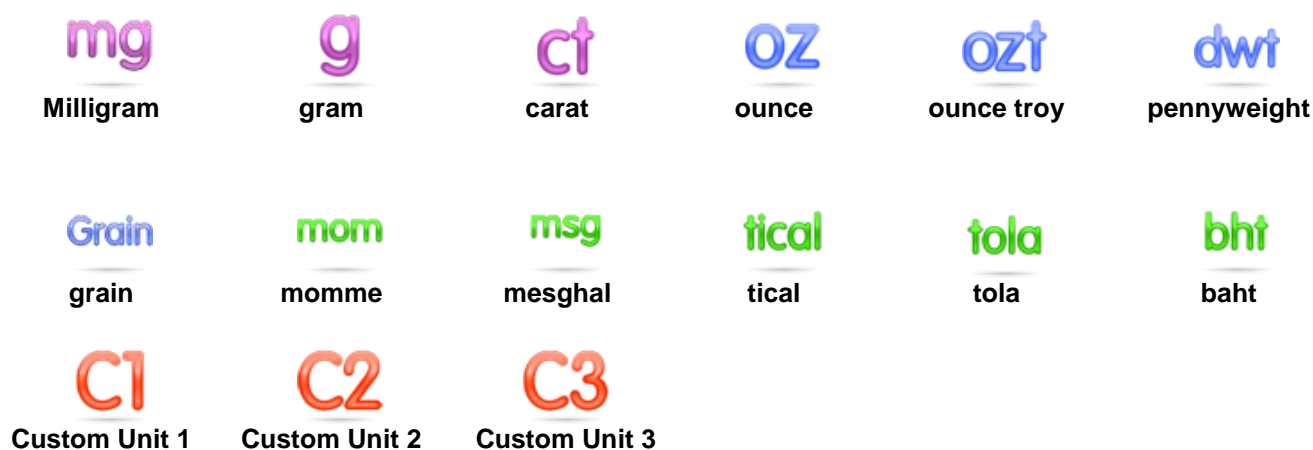 mg g ct oz ozt dwt
Milligram gram carat ounce ounce troy pennyweight
Grain mom msg tical tola bht
grain momme mesghal tical tola baht
C1 C2 C3
Custom Unit 1 Custom Unit 2 Custom Unit 3